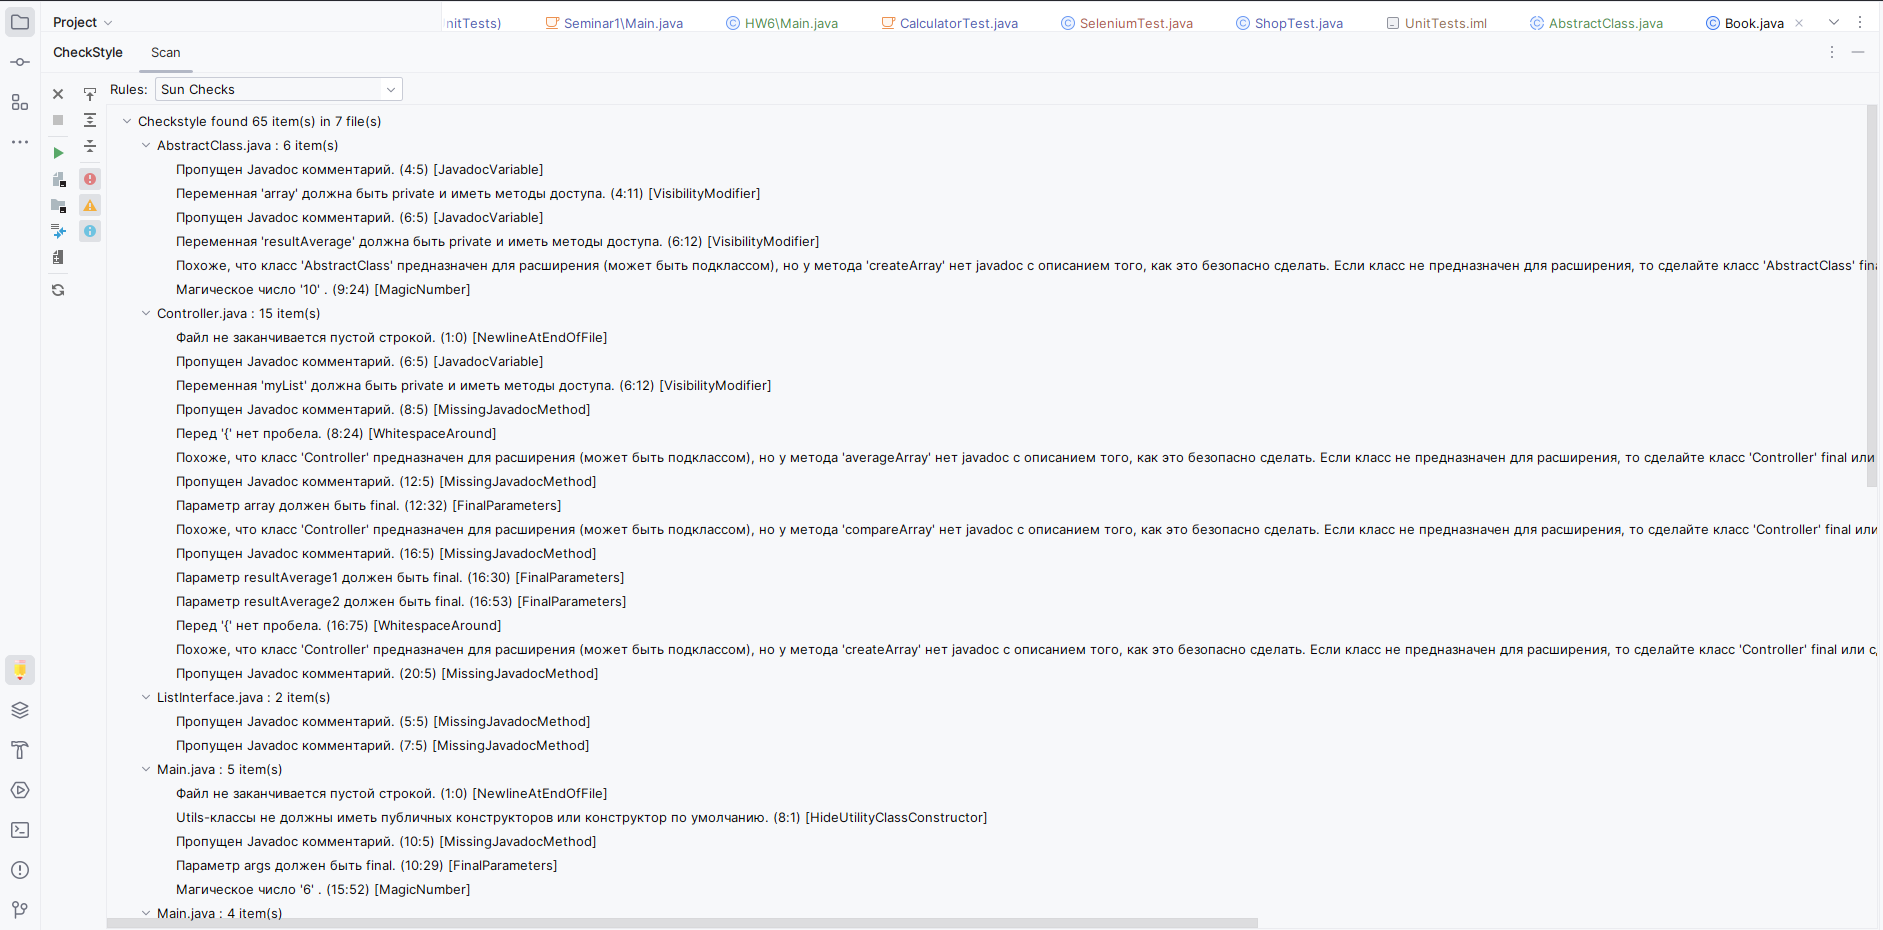 Project
nitTests)
Seminar1\Main.java
HW6\Main.java
CalculatorTest.java
SeleniumTest.java
ShopTest.java
UnitTests.iml
AbstractClass.java
Book.java
CheckStyle Scan
Rules: Sun Checks
Checkstyle found 65 item(s) in 7 file(s)
AbstractClass.java : 6 item(s)
Пропущен Javadoc комментарий. (4:5) [JavadocVariable]
Переменная 'array' должна быть private и иметь методы доступа. (4:11) [VisibilityModifier]
Пропущен Javadoc комментарий. (6:5) [JavadocVariable]
Переменная 'resultAverage' должна быть private и иметь методы доступа. (6:12) [VisibilityModifier]
Похоже, что класс 'AbstractClass' предназначен для расширения (может быть подклассом), но у метода 'createArray' нет javadoc с описанием того, как это безопасно сделать. Если класс не предназначен для расширения, то сделайте класс 'AbstractClass' fina
Магическое число '10' . (9:24) [MagicNumber]
Controller.java : 15 item(s)
Файл не заканчивается пустой строкой. (1:0) [NewlineAtEndOfFile]
Пропущен Javadoc комментарий. (6:5) [JavadocVariable]
Переменная 'myList' должна быть private и иметь методы доступа. (6:12) [VisibilityModifier]
Пропущен Javadoc комментарий. (8:5) [MissingJavadocMethod]
Перед '{' нет пробела. (8:24) [WhitespaceAround]
Похоже, что класс 'Controller' предназначен для расширения (может быть подклассом), но у метода 'averageArray' нет javadoc с описанием того, как это безопасно сделать. Если класс не предназначен для расширения, то сделайте класс 'Controller' final или
Пропущен Javadoc комментарий. (12:5) [MissingJavadocMethod]
Параметр array должен быть final. (12:32) [FinalParameters]
Похоже, что класс 'Controller' предназначен для расширения (может быть подклассом), но у метода 'compareArray' нет javadoc с описанием того, как это безопасно сделать. Если класс не предназначен для расширения, то сделайте класс 'Controller' final или
Пропущен Javadoc комментарий. (16:5) [MissingJavadocMethod]
Параметр resultAverage1 должен быть final. (16:30) [FinalParameters]
Параметр resultAverage2 должен быть final. (16:53) [FinalParameters]
Перед '{' нет пробела. (16:75) [WhitespaceAround]
Похоже, что класс 'Controller' предназначен для расширения (может быть подклассом), но у метода 'createArray' нет javadoc с описанием того, как это безопасно сделать. Если класс не предназначен для расширения, то сделайте класс 'Controller' final или с
Пропущен Javadoc комментарий. (20:5) [MissingJavadocMethod]
ListInterface.java : 2 item(s)
Пропущен Javadoc комментарий. (5:5) [MissingJavadocMethod]
Пропущен Javadoc комментарий. (7:5) [MissingJavadocMethod]
Main.java : 5 item(s)
Файл не заканчивается пустой строкой. (1:0) [NewlineAtEndOfFile]
Utils-классы не должны иметь публичных конструкторов или конструктор по умолчанию. (8:1) [HideUtilityClassConstructor]
Пропущен Javadoc комментарий. (10:5) [MissingJavadocMethod]
Параметр args должен быть final. (10:29) [FinalParameters]
Магическое число '6' . (15:52) [MagicNumber]
Main.java : 4 item(s)